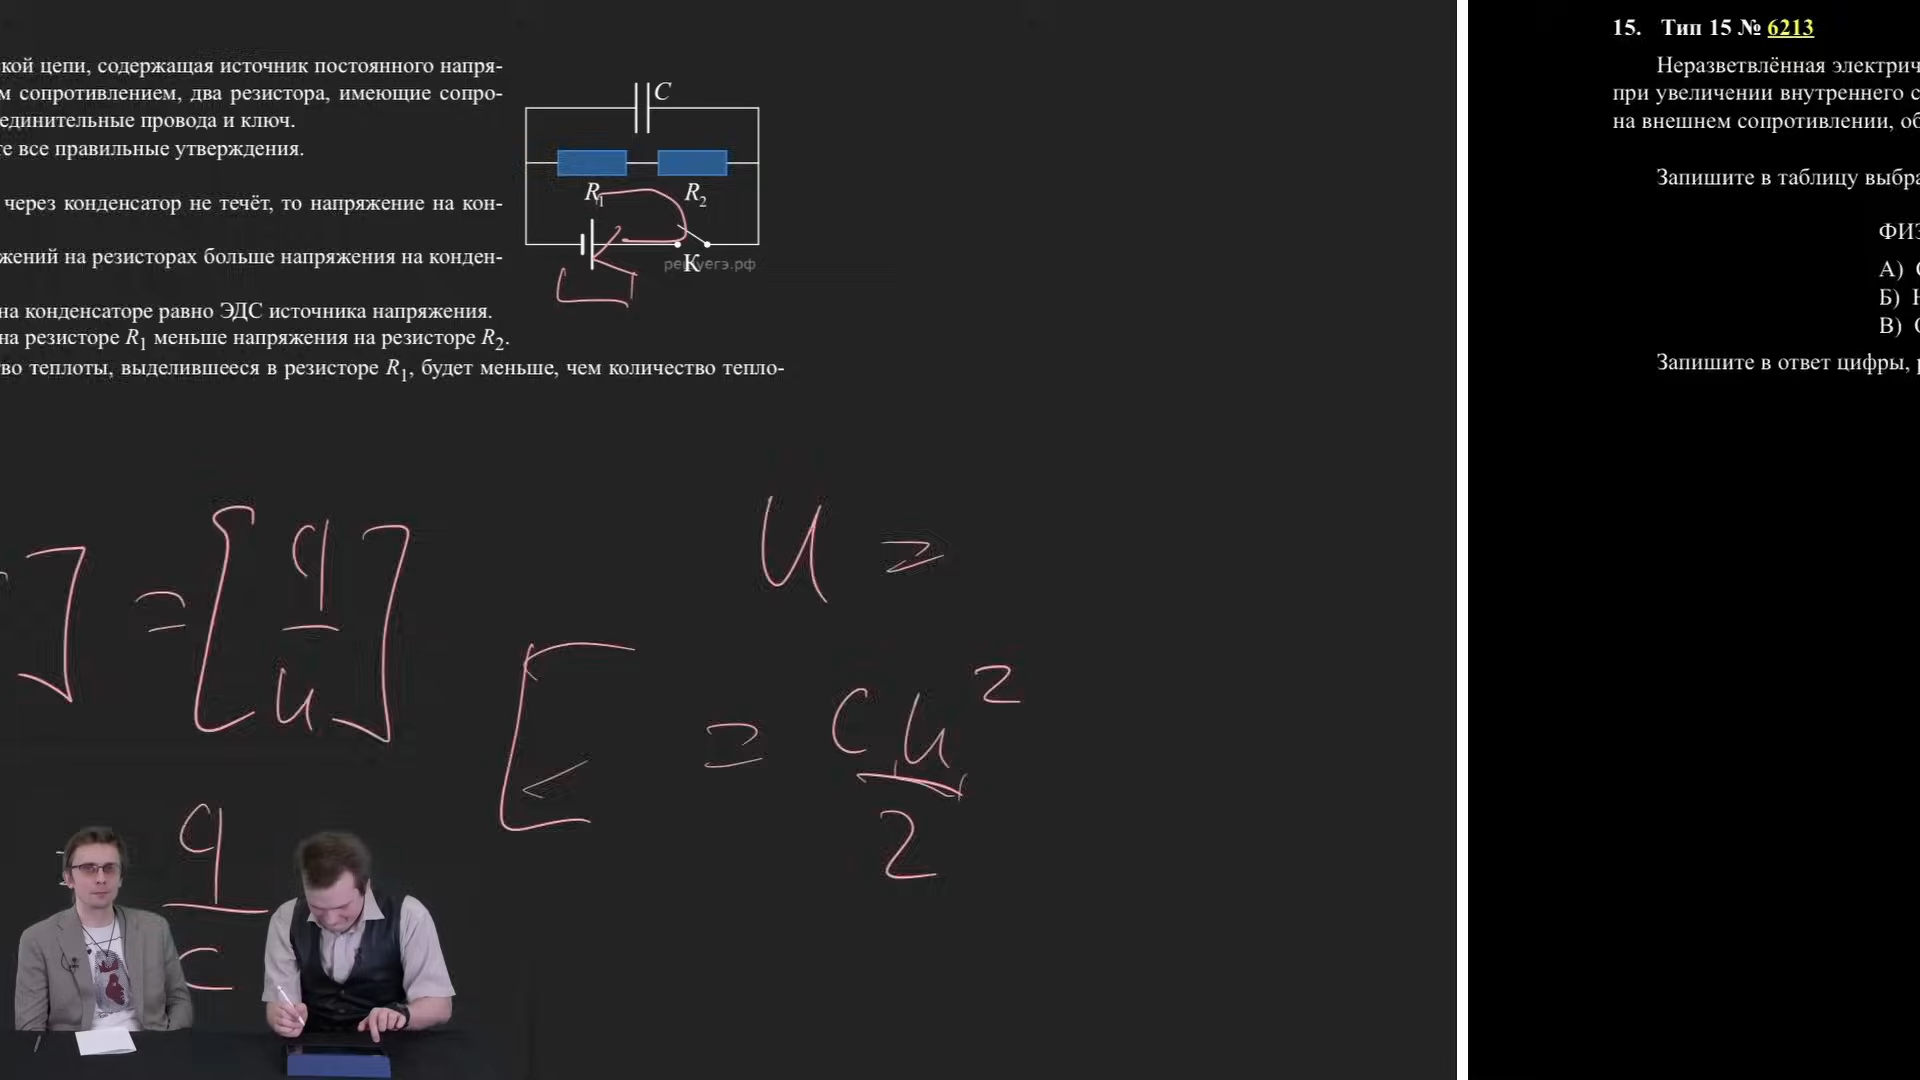 кой цепи, содержащая источник постоянного напря-
м сопротивлением, два резистора, имеющие сопро-
единительные провода и ключ.
е все правильные утверждения.
через конденсатор не течёт, то напряжение на кон-
жений на резисторах больше напряжения на конден-
на конденсаторе равно ЭДС источника напряжения.
на резисторе R1 меньше напряжения на резисторе R2.
во теплоты, выделившееся в резисторе R1, будет меньше, чем количество тепло-
C
R1 R2
К
решуегэ.рф
] = [q/u]
U =
E = Cu²/2
q/c
15. Тип 15 № 6213
Неразветвлённая электрич
при увеличении внутреннего с
на внешнем сопротивлении, об
Запишите в таблицу выбра
ФИЗ
А) С
Б) Н
В) С
Запишите в ответ цифры, р